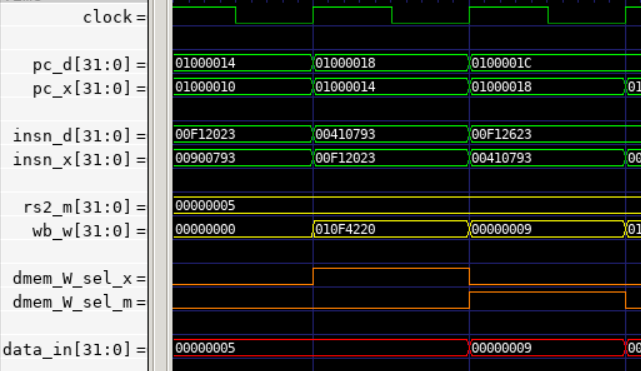 clock =
pc_d[31:0] = 01000014 01000018 0100001C
pc_x[31:0] = 01000010 01000014 01000018 01
insn_d[31:0] = 00F12023 00410793 00F12623
insn_x[31:0] = 00900793 00F12023 00410793 00
rs2_m[31:0] = 00000005
wb_w[31:0] = 00000000 010F4220 00000009 01
dmem_W_sel_x =
dmem_W_sel_m =
data_in[31:0] = 00000005 00000009 00